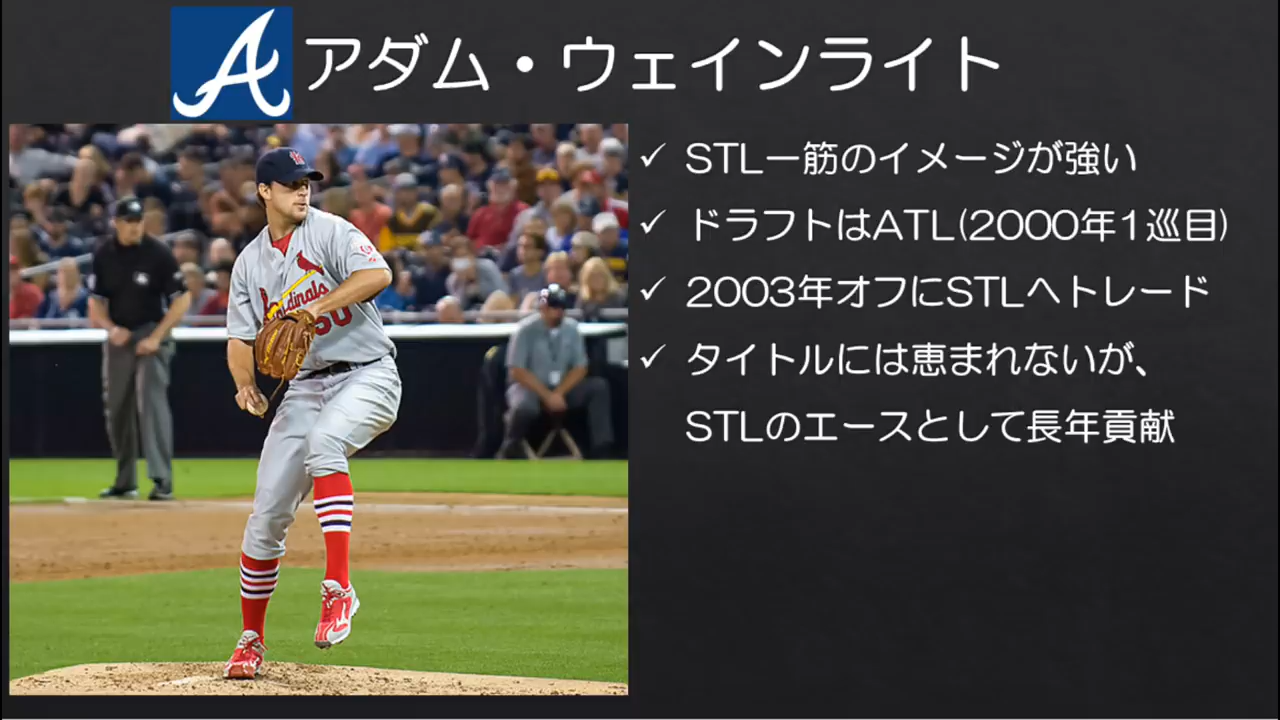 アダム・ウェインライト
✓ STL一筋のイメージが強い
✓ ドラフトはATL(2000年1巡目)
✓ 2003年オフにSTLへトレード
✓ タイトルには恵まれないが、
STLのエースとして長年貢献
Cardinals
50